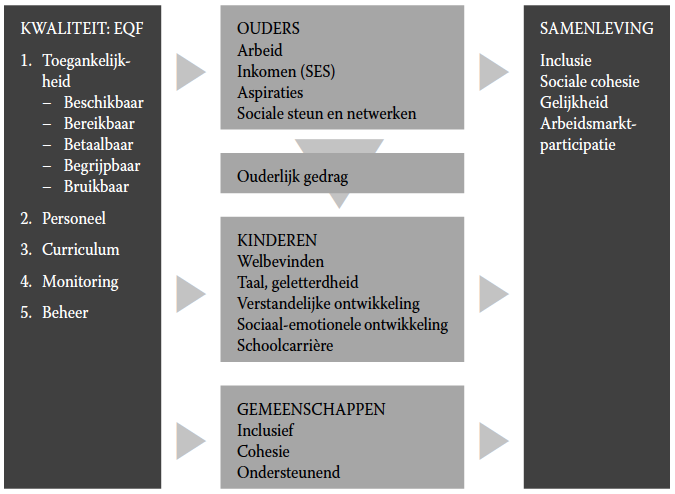 KWALITEIT: EQF
1. Toegankelijk-
heid
– Beschikbaar
– Bereikbaar
– Betaalbaar
– Begrijpbaar
– Bruikbaar
2. Personeel
3. Curriculum
4. Monitoring
5. Beheer
OUDERS
Arbeid
Inkomen (SES)
Aspiraties
Sociale steun en netwerken
Ouderlijk gedrag
KINDEREN
Welbevinden
Taal, geletterdheid
Verstandelijke ontwikkeling
Sociaal-emotionele ontwikkeling
Schoolcarrière
GEMEENSCHAPPEN
Inclusief
Cohesie
Ondersteunend
SAMENLEVING
Inclusie
Sociale cohesie
Gelijkheid
Arbeidsmarkt-
participatie